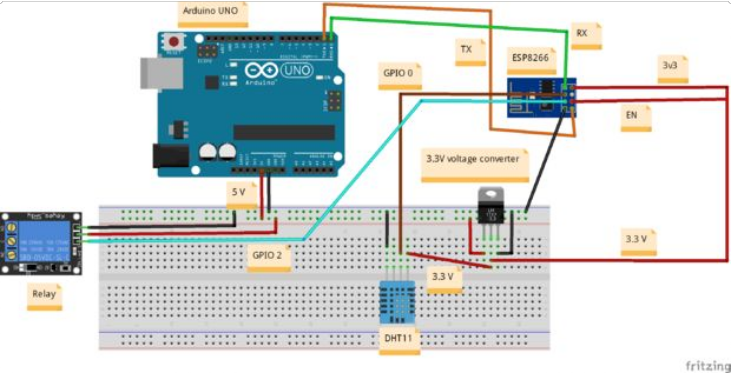 Arduino UNO
RX
TX
ESP8266
3v3
GPIO 0
UNO
Arduino
EN
3.3V voltage converter
5 V
3.3 V
GPIO 2
3.3 V
Relay
DHT11
fritzing